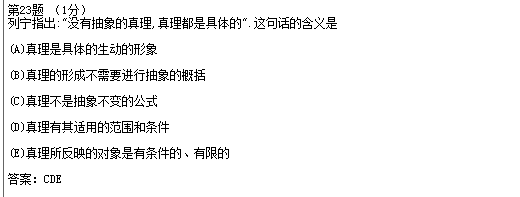 第23题 (1分)
列宁指出:"没有抽象的真理,真理都是具体的".这句话的含义是
(A)真理是具体的生动的形象
(B)真理的形成不需要进行抽象的概括
(C)真理不是抽象不变的公式
(D)真理有其适用的范围和条件
(E)真理所反映的对象是有条件的、有限的
答案: CDE